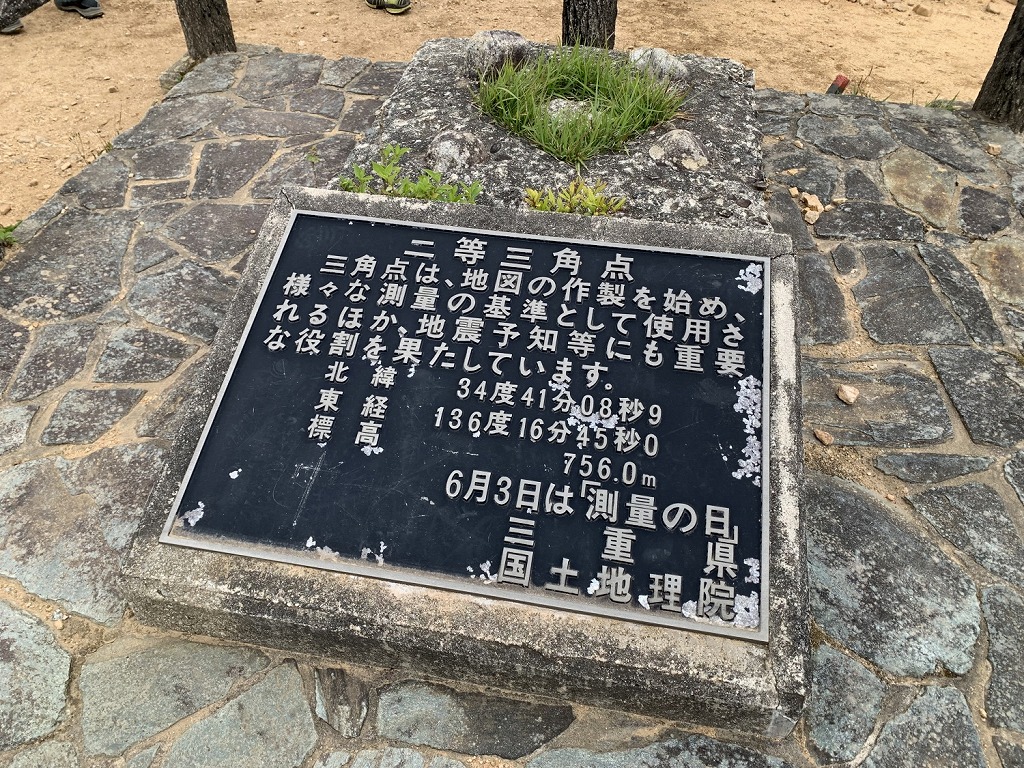 二等三角点
三角点は、地図の作製を始め、
様々な測量の基準として使用さ
れるほか、地震予知等にも重要
な役割を果たしています。
北緯 34度41分08秒9
東経 136度16分45秒0
標高 756.0m
6月3日は「測量の日」
三重県
国土地理院